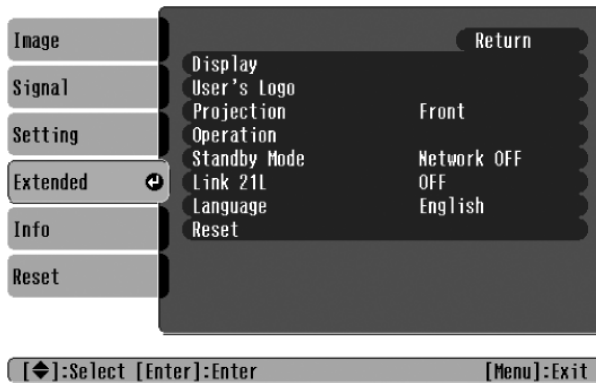 Image
Signal
Setting
Extended
Info
Reset
Return
Display
User's Logo
Projection Front
Operation
Standby Mode Network OFF
Link 21L OFF
Language English
Reset
[◆]:Select [Enter]:Enter [Menu]:Exit